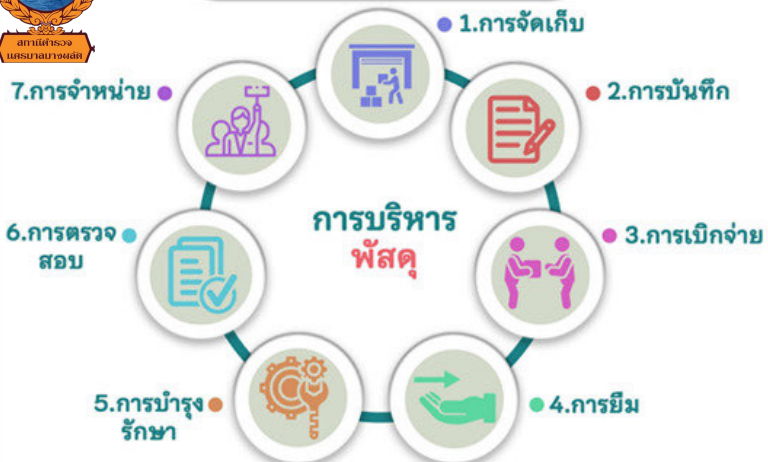 สถานีตำรวจ
นครบาลบางพลัด
1.การจัดเก็บ
2.การบันทึก
3.การเบิกจ่าย
4.การยืม
5.การบำรุง
รักษา
6.การตรวจ
สอบ
7.การจำหน่าย
การบริหาร
พัสดุ